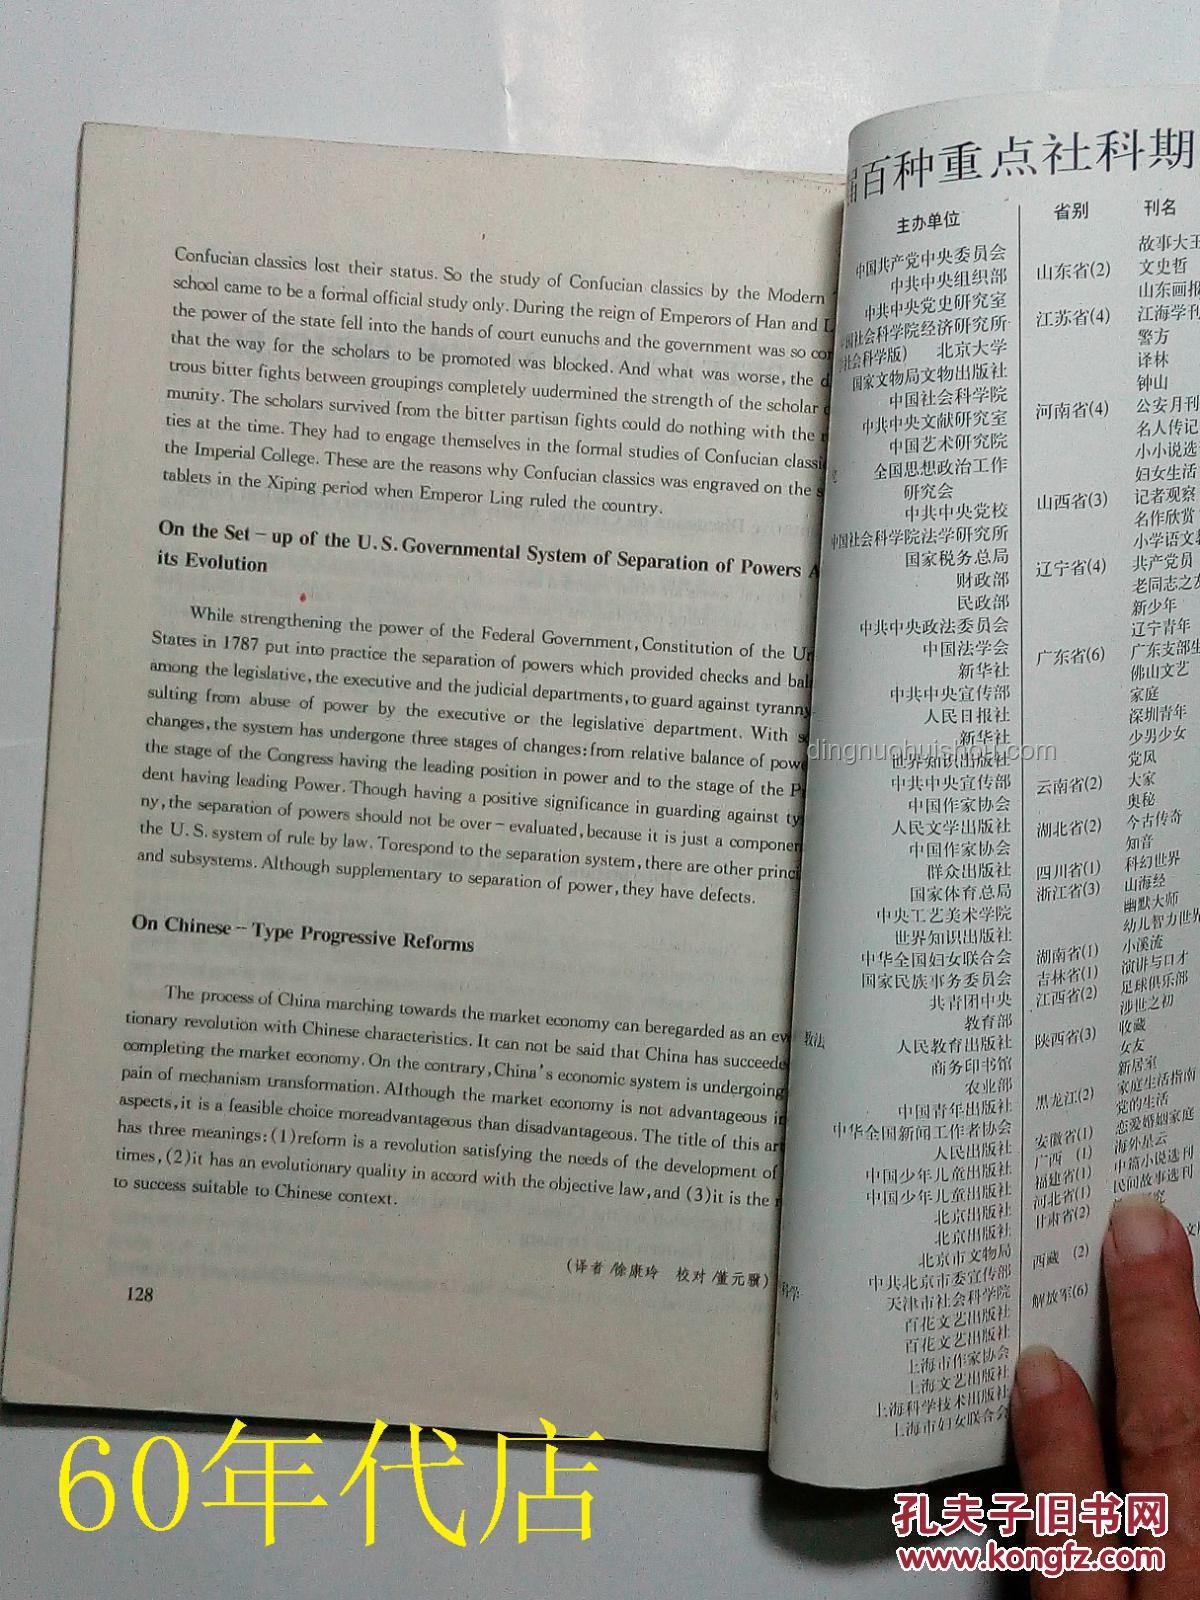 Confucian classics lost their status. So the study of Confucian classics by the Modern
school came to be a formal official study only. During the reign of Emperors of Han and
the power of the state fell into the hands of court eunuchs and the government was so
that the way for the scholars to be promoted was blocked. And what was worse, the
trous bitter fights between groupings completely uudermined the strength of the scholar
munity. The scholars survived from the bitter partisan fights could do nothing with the
ties at the time. They had to engage themselves in the formal studies of Confucian
the Imperial College. These are the reasons why Confucian classics was engraved on the
tablets in the Xiping period when Emperor Ling ruled the country.
On the Set - up of the U.S. Governmental System of Separation of Powers
its Evolution
While strengthening the power of the Federal Government, Constitution of the
States in 1787 put into practice the separation of powers which provided checks and
among the legislative, the executive and the judicial departments, to guard against tyranny
sulting from abuse of power by the executive or the legislative department. With
changes, the system has undergone three stages of changes: from relative balance of
the stage of the Congress having the leading position in power and to the stage of the
dent having leading Power. Though having a positive significance in guarding against
ny, the separation of powers should not be over - evaluated, because it is just a
the U.S. system of rule by law. Torespond to the separation system, there are other
and subsystems. Although supplementary to separation of power, they have defects.
On Chinese - Type Progressive Reforms
The process of China marching towards the market economy can beregarded as an
tionary revolution with Chinese characteristics. It can not be said that China has
completing the market economy. On the contrary, China's economic system is undergoing
pain of mechanism transformation. AIthough the market economy is not advantageous
aspects, it is a feasible choice moreadvantageous than disadvantageous. The title of this
has three meanings: (1)reform is a revolution satisfying the needs of the development of
times, (2)it has an evolutionary quality in accord with the objective law, and (3)it is the
to success suitable to Chinese context.
(译者/徐康玲 校对/董元骥)
128
百种重点社科期
主办单位
中国共产党中央委员会
中共中央组织部
中共中央党史研究室
社会科学院经济研究所
社会科学版) 北京大学
国家文物局文物出版社
中国社会科学院
中共中央文献研究室
中国艺术研究院
全国思想政治工作
研究会
中共中央党校
中国社会科学院法学研究所
国家税务总局
财政部
民政部
中共中央政法委员会
中国法学会
新华社
中共中央宣传部
人民日报社
新华社
世界知识出版社
中共中央宣传部
中国作家协会
人民文学出版社
中国作家协会
群众出版社
国家体育总局
中央工艺美术学院
世界知识出版社
中华全国妇女联合会
国家民族事务委员会
共青团中央
教育部
教法 人民教育出版社
商务印书馆
农业部
中国青年出版社
中华全国新闻工作者协会
人民出版社
中国少年儿童出版社
中国少年儿童出版社
北京出版社
北京出版社
北京市文物局
中共北京市委宣传部
科学 天津市社会科学院
百花文艺出版社
百花文艺出版社
上海市作家协会
上海文艺出版社
上海科学技术出版社
上海市妇女联合会
省别
山东省(2)
江苏省(4)
河南省(4)
山西省(3)
辽宁省(4)
广东省(6)
云南省(2)
湖北省(2)
四川省(1)
浙江省(3)
湖南省(1)
吉林省(1)
江西省(2)
陕西省(3)
黑龙江(2)
安徽省(1)
广西 (1)
福建省(1)
河北省(1)
甘肃省(2)
西藏 (2)
解放军(6)
刊名
故事大王
文史哲
山东画报
江海学刊
警方
译林
钟山
公安月刊
名人传记
小小说选
妇女生活
记者观察
名作欣赏
小学语文
共产党员
老同志之友
新少年
辽宁青年
广东支部生
佛山文艺
家庭
深圳青年
少男少女
党风
大家
奥秘
今古传奇
知音
科幻世界
山海经
幽默大师
幼儿智力世界
小溪流
演讲与口才
足球俱乐部
涉世之初
收藏
女友
新居室
家庭生活指南
党的生活
恋爱婚姻家庭
海外星云
中篇小说选刊
民间故事选刊
dingnuohuishou.com
60年代店
孔夫子旧书网
www.kongfz.com